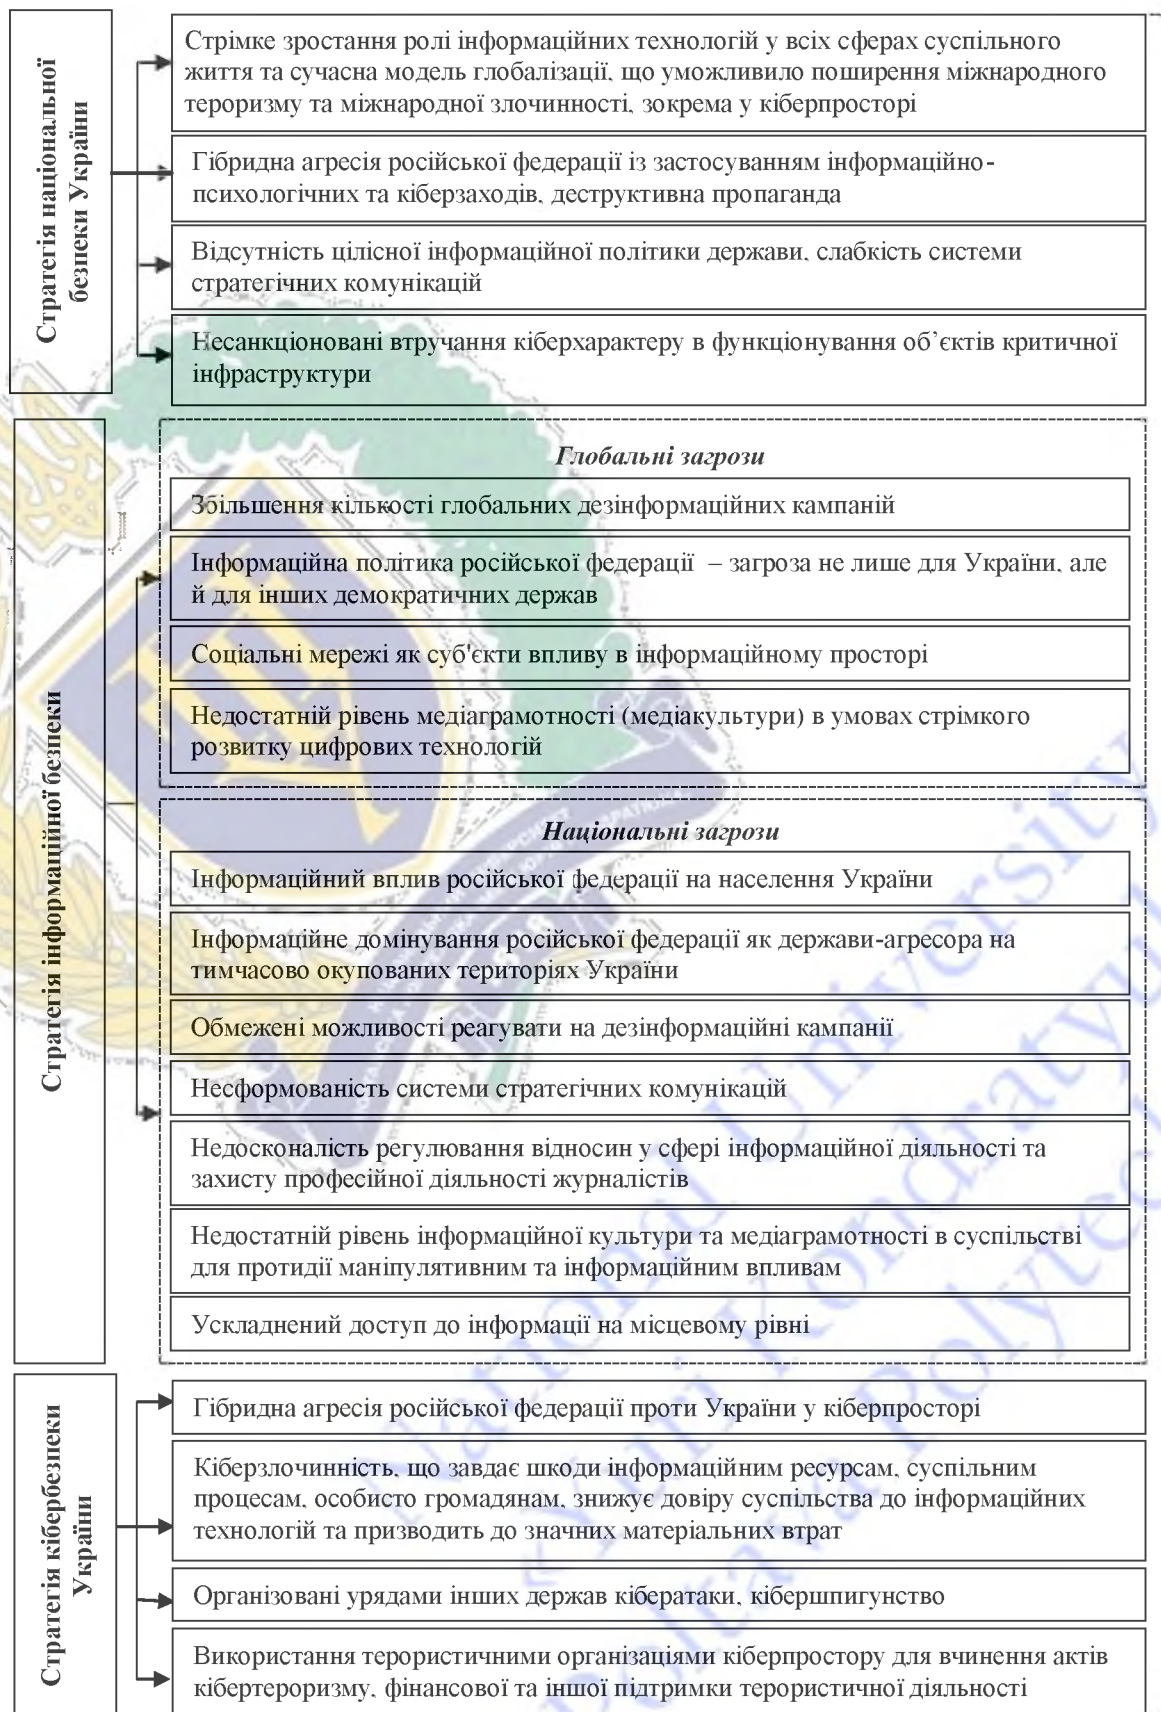 Стратегія національної
безпеки України
Стрімке зростання ролі інформаційних технологій у всіх сферах суспільного
життя та сучасна модель глобалізації, що уможливило поширення міжнародного
тероризму та міжнародної злочинності, зокрема у кіберпросторі
Гібридна агресія російської федерації із застосуванням інформаційно-
психологічних та кіберзаходів, деструктивна пропаганда
Відсутність цілісної інформаційної політики держави, слабкість системи
стратегічних комунікацій
Несанкціоновані втручання кіберхарактеру в функціонування об’єктів критичної
інфраструктури
Стратегія інформаційної безпеки
Глобальні загрози
Збільшення кількості глобальних дезінформаційних кампаній
Інформаційна політика російської федерації – загроза не лише для України, але
й для інших демократичних держав
Соціальні мережі як суб'єкти впливу в інформаційному просторі
Недостатній рівень медіаграмотності (медіакультури) в умовах стрімкого
розвитку цифрових технологій
Національні загрози
Інформаційний вплив російської федерації на населення України
Інформаційне домінування російської федерації як держави-агресора на
тимчасово окупованих територіях України
Обмежені можливості реагувати на дезінформаційні кампанії
Несформованість системи стратегічних комунікацій
Недосконалість регулювання відносин у сфері інформаційної діяльності та
захисту професійної діяльності журналістів
Недостатній рівень інформаційної культури та медіаграмотності в суспільстві
для протидії маніпулятивним та інформаційним впливам
Ускладнений доступ до інформації на місцевому рівні
Стратегія кібербезпеки
України
Гібридна агресія російської федерації проти України у кіберпросторі
Кіберзлочинність, що завдає шкоди інформаційним ресурсам, суспільним
процесам, особисто громадянам, знижує довіру суспільства до інформаційних
технологій та призводить до значних матеріальних втрат
Організовані урядами інших держав кібератаки, кібершпигунство
Використання терористичними організаціями кіберпростору для вчинення актів
кібертероризму, фінансової та іншої підтримки терористичної діяльності
National University
«Yuri
Poltava